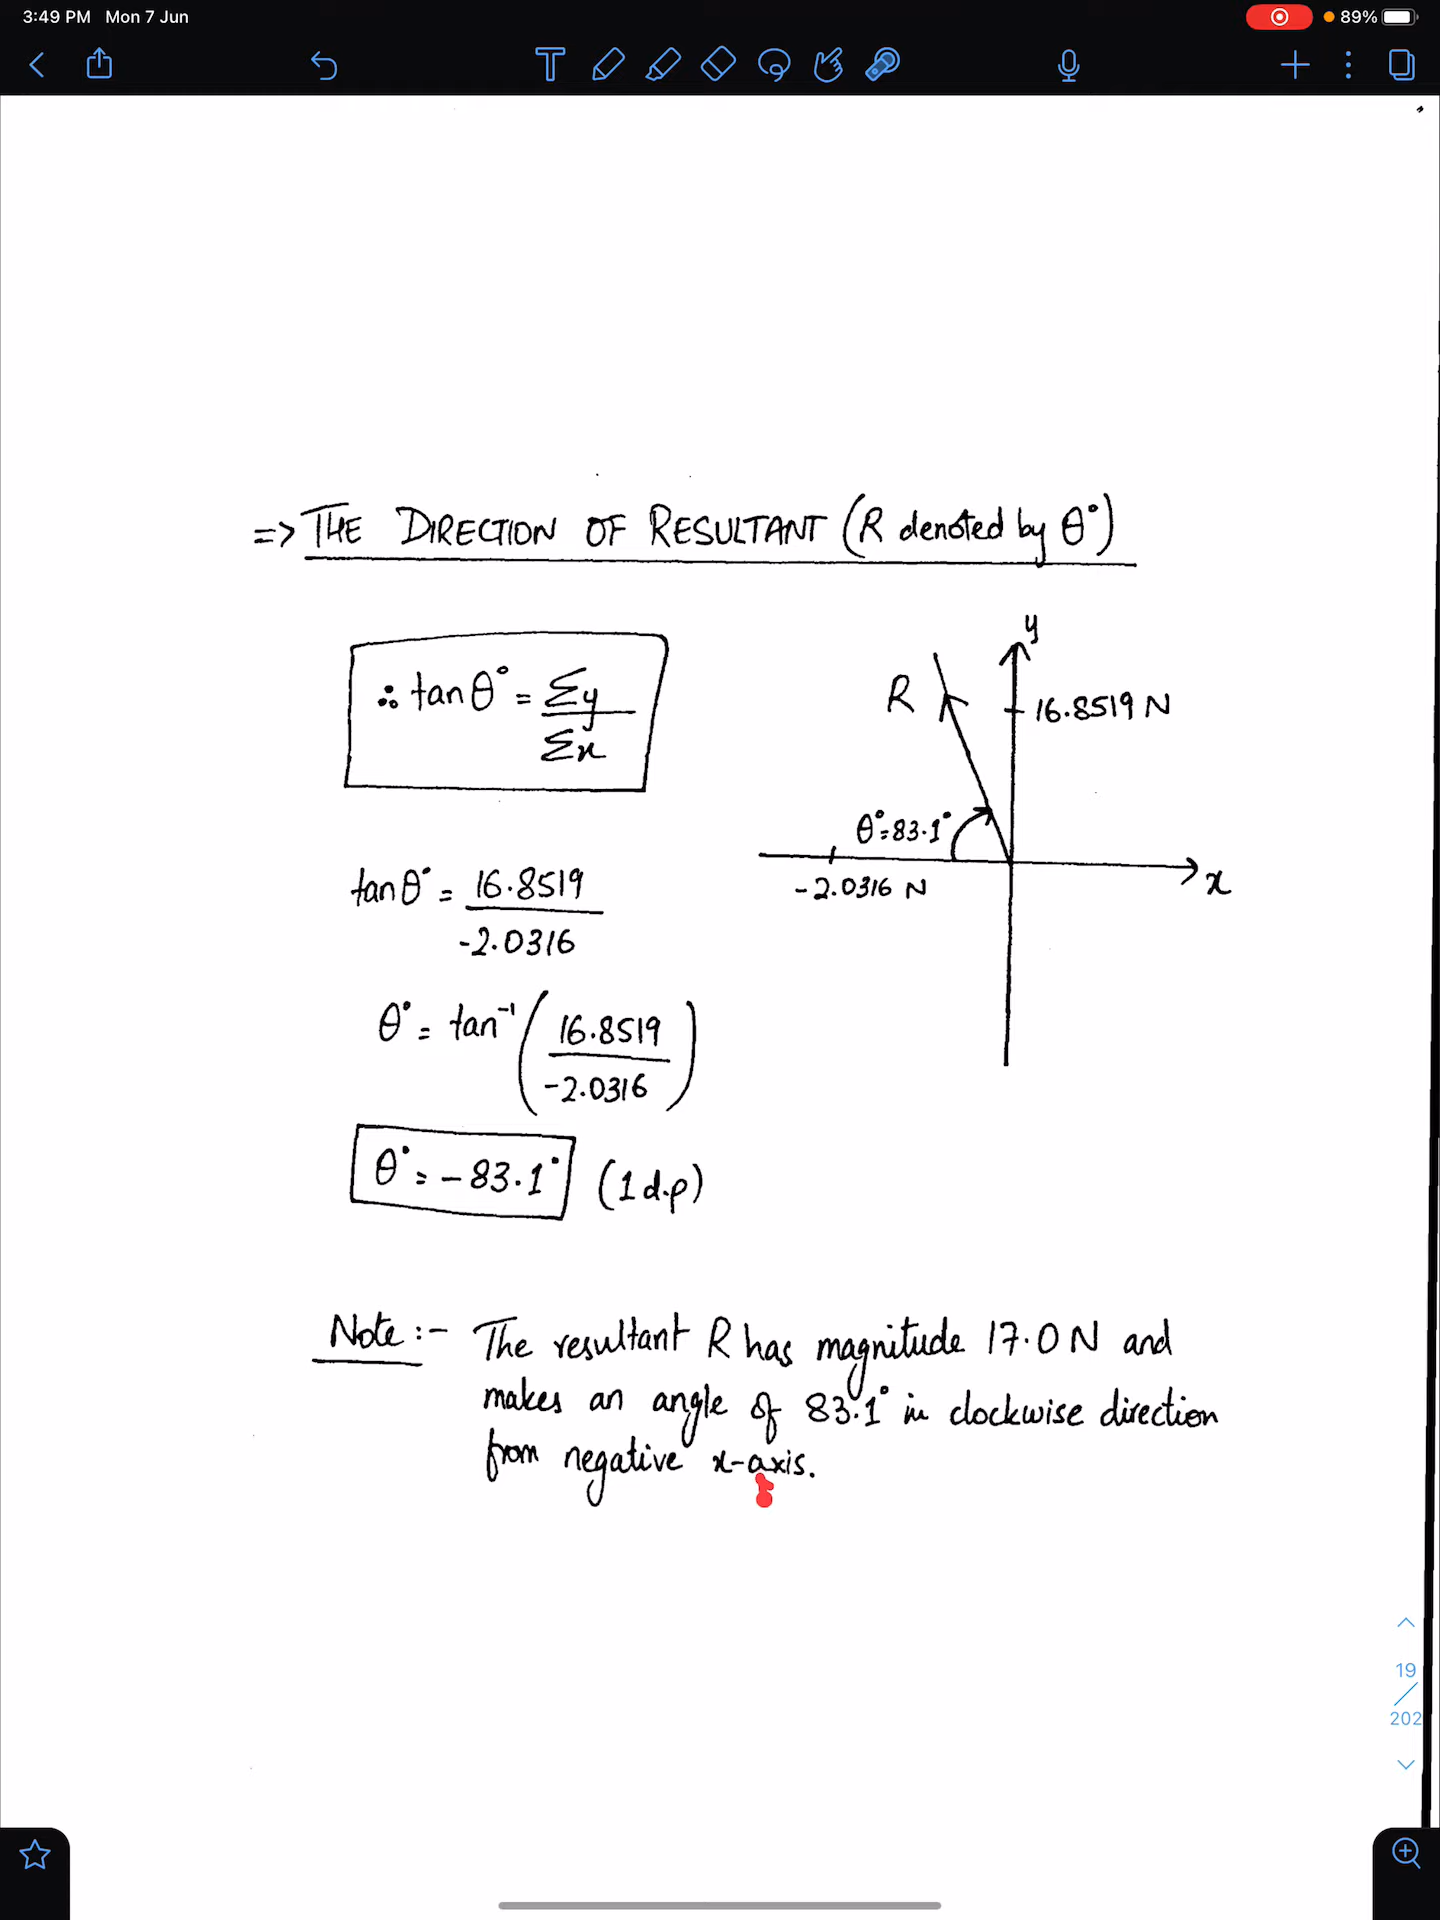 3:49 PM Mon 7 Jun
89%
=> THE DIRECTION OF RESULTANT (R denoted by θ°)
∴ tanθ° = Σy
Σx
y
R
16.8519 N
θ°=83.1°
-2.0316 N
x
tanθ° = 16.8519
-2.0316
θ° = tan⁻¹ (16.8519
-2.0316)
θ° = -83.1° (1 d.p)
Note :- The resultant R has magnitude 17.0 N and
makes an angle of 83.1° in clockwise direction
from negative x-axis.
19
/
202